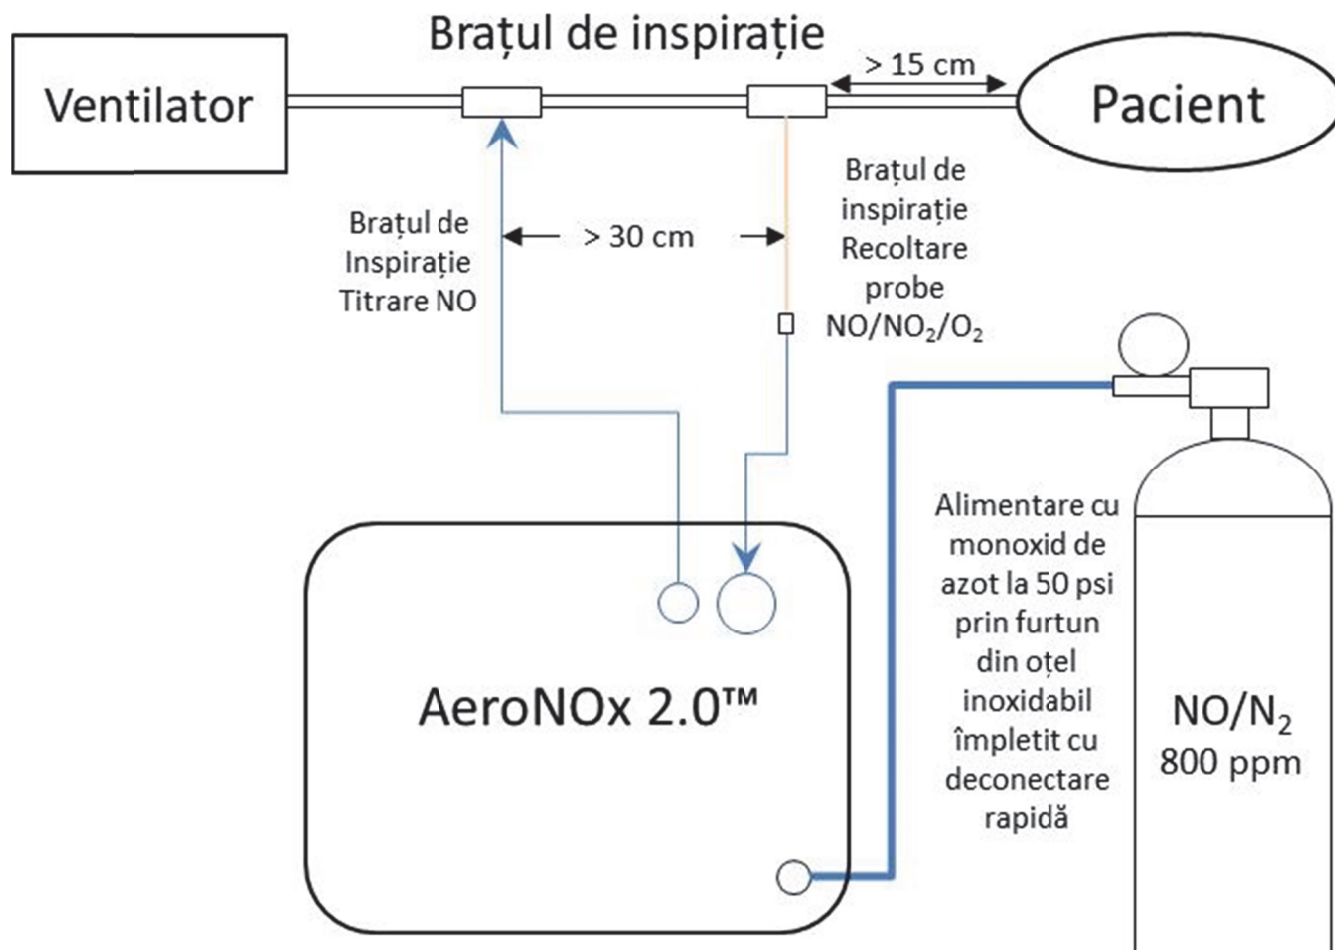 Brațul de inspirație
> 15 cm
Ventilator
Pacient
Brațul de
Inspirație
Titrare NO
> 30 cm
Brațul de
inspirație
Recoltare
probe
NO/NO₂/O₂
Alimentare cu
monoxid de
azot la 50 psi
prin furtun
din oțel
inoxidabil
împletit cu
deconectare
rapidă
AeroNOx 2.0™
NO/N₂
800 ppm